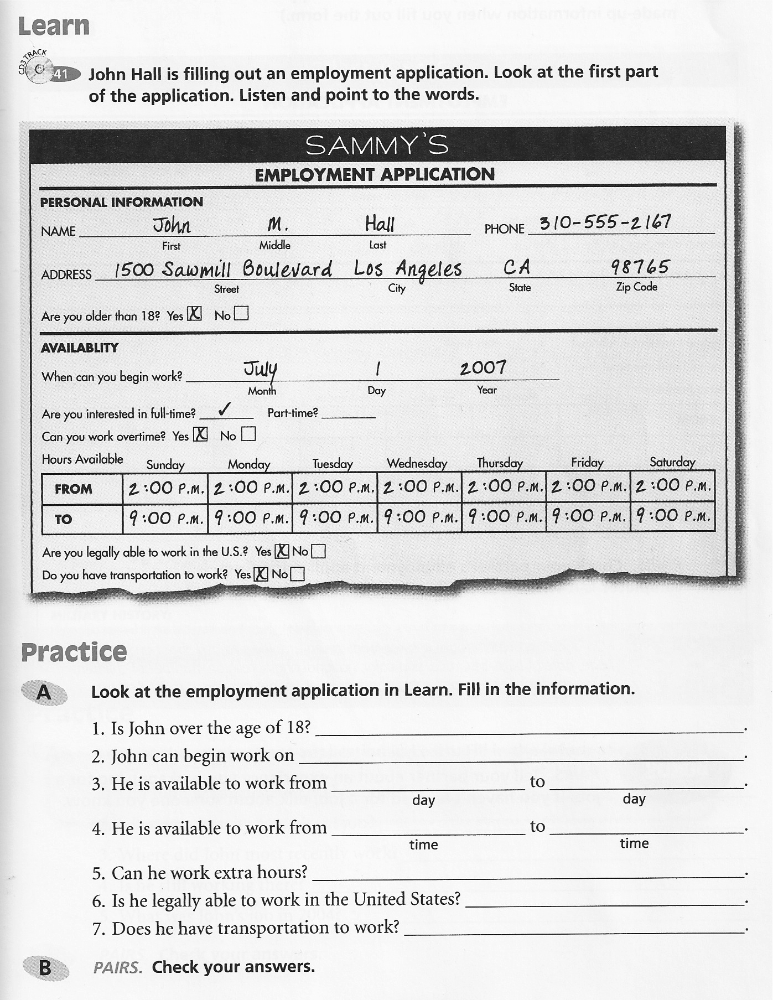 Learn
CD3 TRACK
41 John Hall is filling out an employment application. Look at the first part
of the application. Listen and point to the words.
SAMMY'S
EMPLOYMENT APPLICATION
PERSONAL INFORMATION
NAME John M. Hall PHONE 310-555-2167
First Middle Last
ADDRESS 1500 Sawmill Boulevard Los Angeles CA 98765
Street City State Zip Code
Are you older than 18? Yes X No
AVAILABLITY
When can you begin work? July 1 2007
Month Day Year
Are you interested in full-time? ✓ Part-time?
Can you work overtime? Yes X No
Hours Available Sunday Monday Tuesday Wednesday Thursday Friday Saturday
FROM 2:00 P.M. 2:00 P.M. 2:00 P.M. 2:00 P.M. 2:00 P.M. 2:00 P.M. 2:00 P.M.
TO 9:00 P.M. 9:00 P.M. 9:00 P.M. 9:00 P.M. 9:00 P.M. 9:00 P.M. 9:00 P.M.
Are you legally able to work in the U.S.? Yes X No
Do you have transportation to work? Yes X No
Practice
A Look at the employment application in Learn. Fill in the information.
1. Is John over the age of 18? .
2. John can begin work on .
3. He is available to work from to .
day day
4. He is available to work from to .
time time
5. Can he work extra hours? .
6. Is he legally able to work in the United States? .
7. Does he have transportation to work? .
B PAIRS. Check your answers.